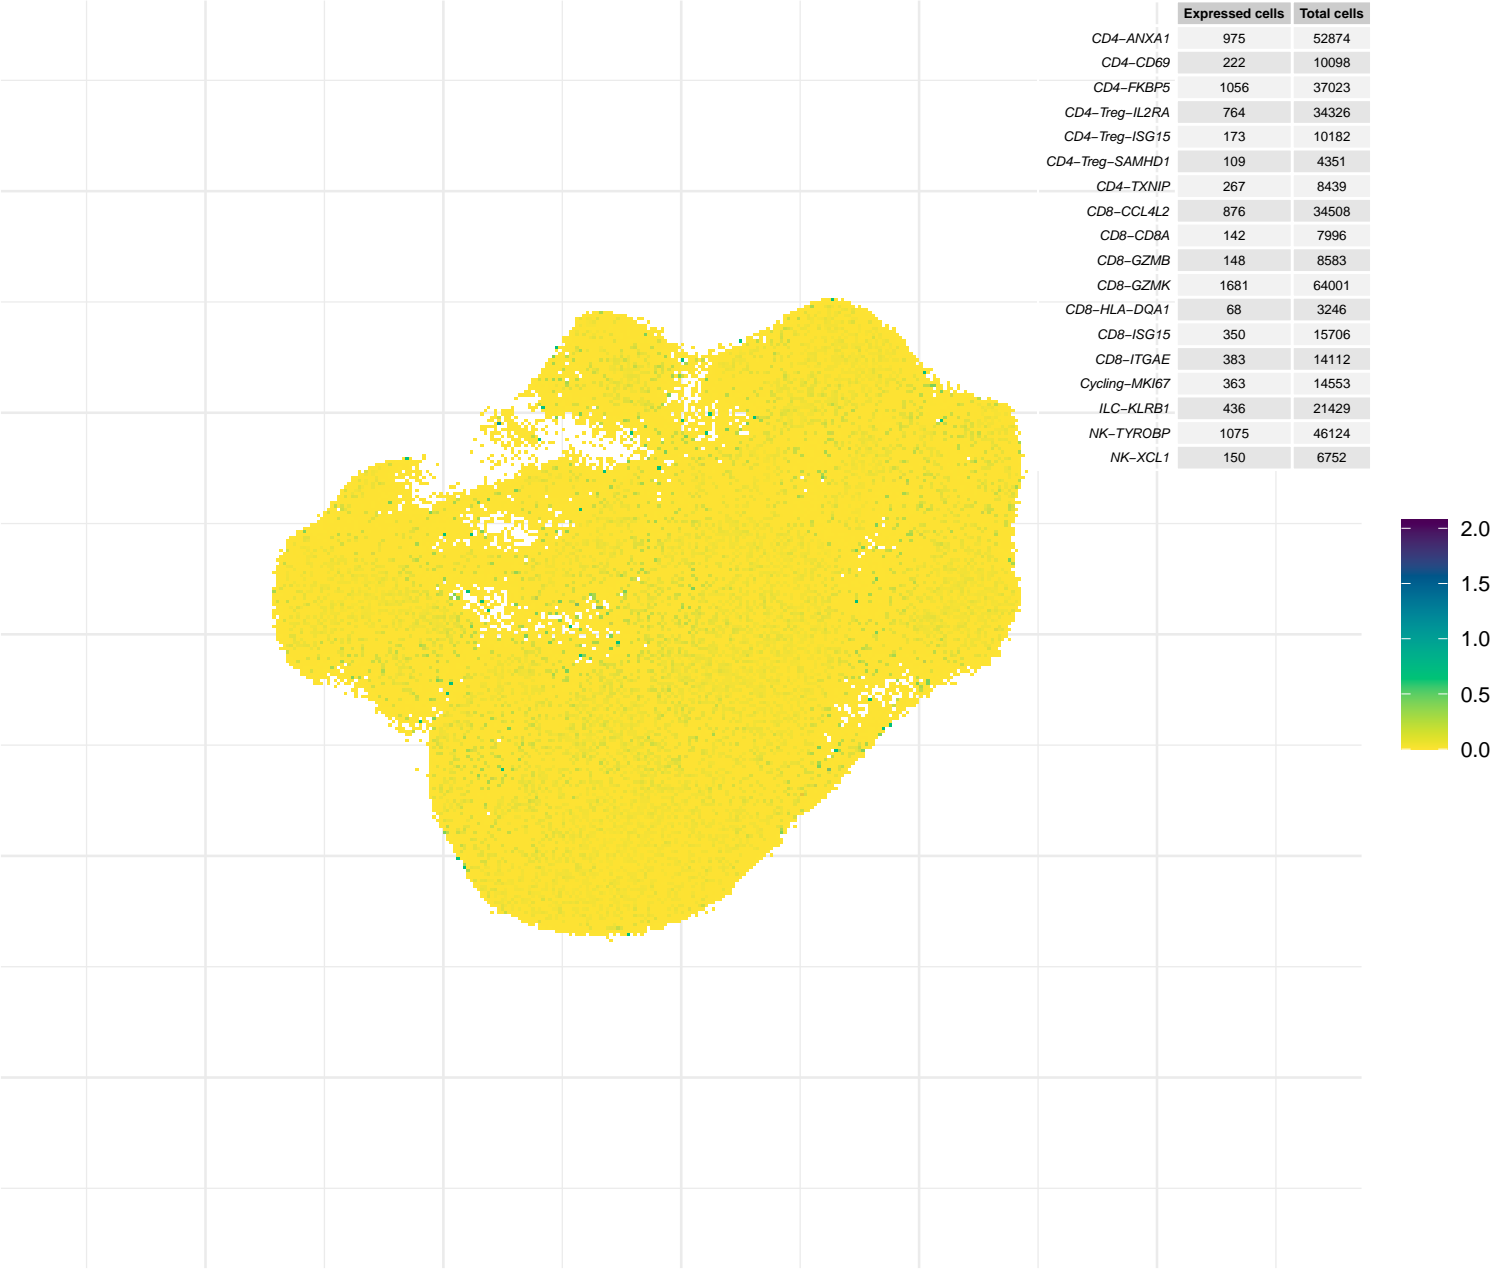 Expressed cells Total cells
CD4−ANXA1 975 52874
CD4−CD69 222 10098
CD4−FKBP5 1056 37023
CD4−Treg−IL2RA 764 34326
CD4−Treg−ISG15 173 10182
CD4−Treg−SAMHD1 109 4351
CD4−TXNIP 267 8439
CD8−CCL4L2 876 34508
CD8−CD8A 142 7996
CD8−GZMB 148 8583
CD8−GZMK 1681 64001
CD8−HLA−DQA1 68 3246
CD8−ISG15 350 15706
CD8−ITGAE 383 14112
Cycling−MKI67 363 14553
ILC−KLRB1 436 21429
NK−TYROBP 1075 46124
NK−XCL1 150 6752
2.0
1.5
1.0
0.5
0.0